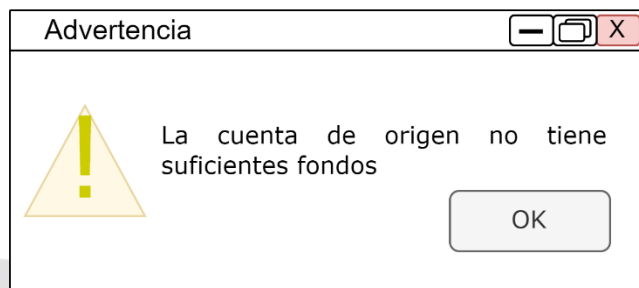 Advertencia
X
La cuenta de origen no tiene
suficientes fondos
OK